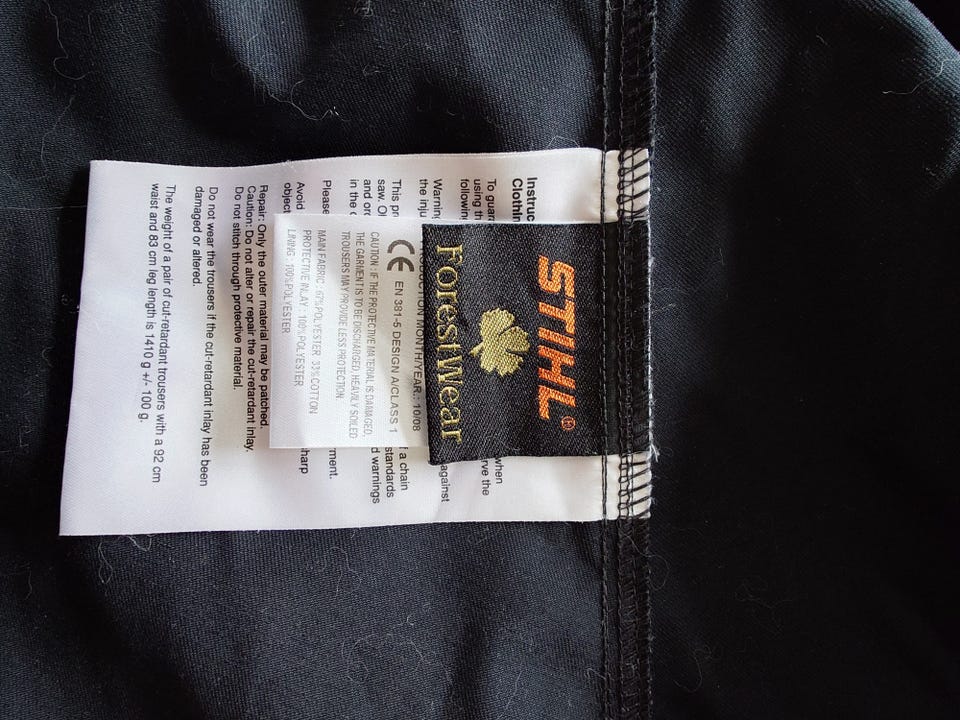 STIHL®
ForestWear
PRODUCTION MONTH/YEAR : 10/08
CE EN 381-5 DESIGN A/CLASS 1
CAUTION : IF THE PROTECTIVE MATERIAL IS DAMAGED,
THE GARMENT IS TO BE DISCHARGED, HEAVILY SOILED
TROUSERS MAY PROVIDE LESS PROTECTION.
MAIN FABRIC : 67%POLYESTER 33%COTTON
PROTECTIVE INLAY : 100%POLYESTER
LINING : 100%POLYESTER
Instruc
Clothin
To guar when
using th rve the
following
Warning against
the inju
This pr f a chain
saw. O standards
and or d warnings
in the
Please ment.
Avoid harp
object
Repair: Only the outer material may be patched.
Caution: Do not alter or repair the cut-retardant inlay.
Do not stitch through protective material.
Do not wear the trousers if the cut-retardant inlay has been
damaged or altered.
The weight of a pair of cut-retardant trousers with a 92 cm
waist and 83 cm leg length is 1410 g +/- 100 g.